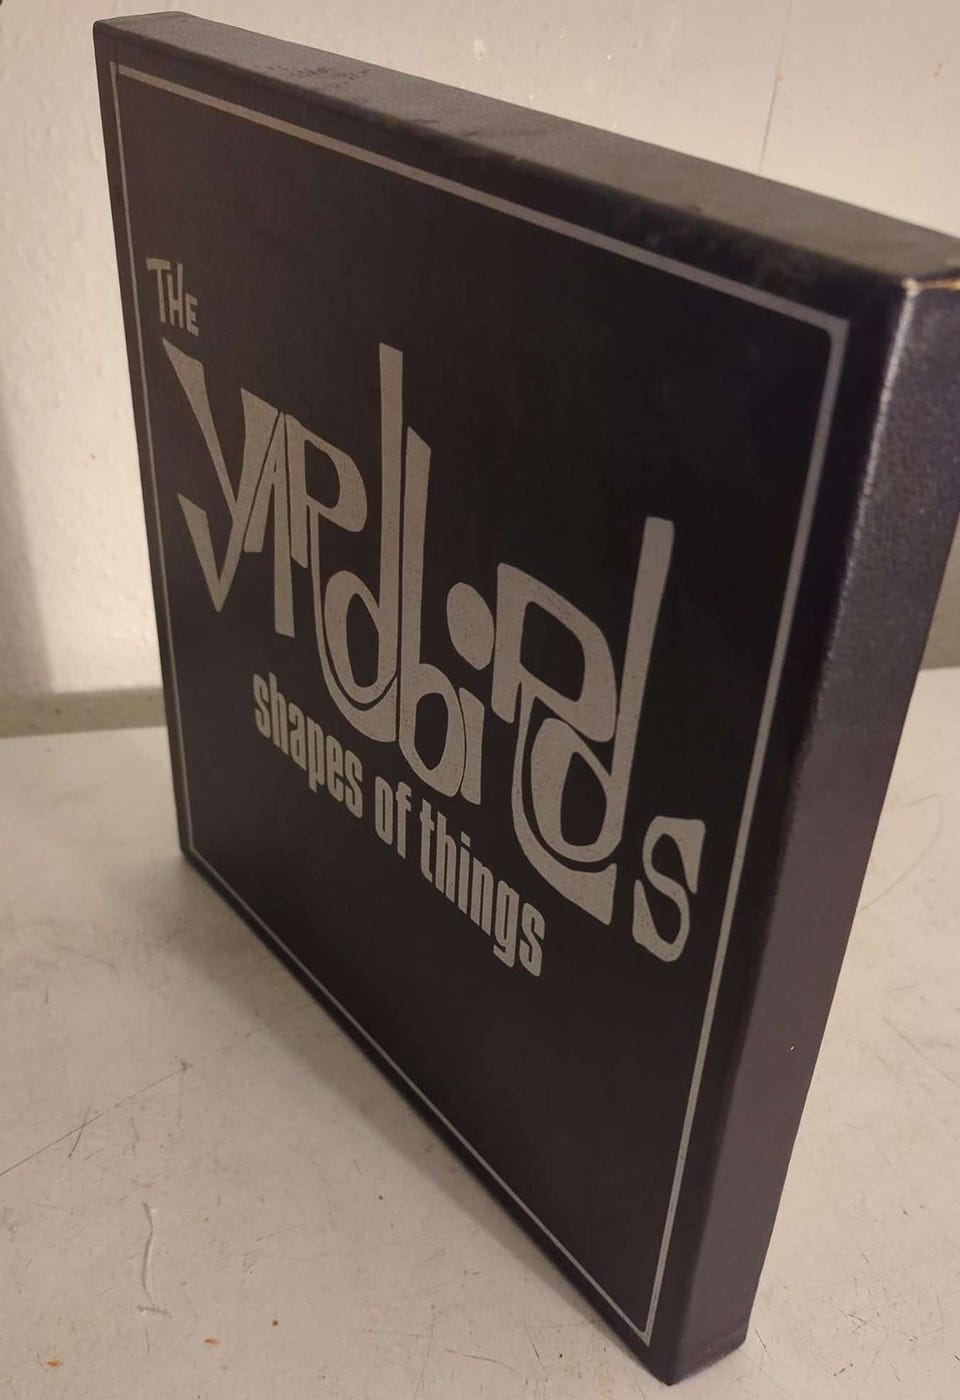 THE
YARdbiRds
shapes of things